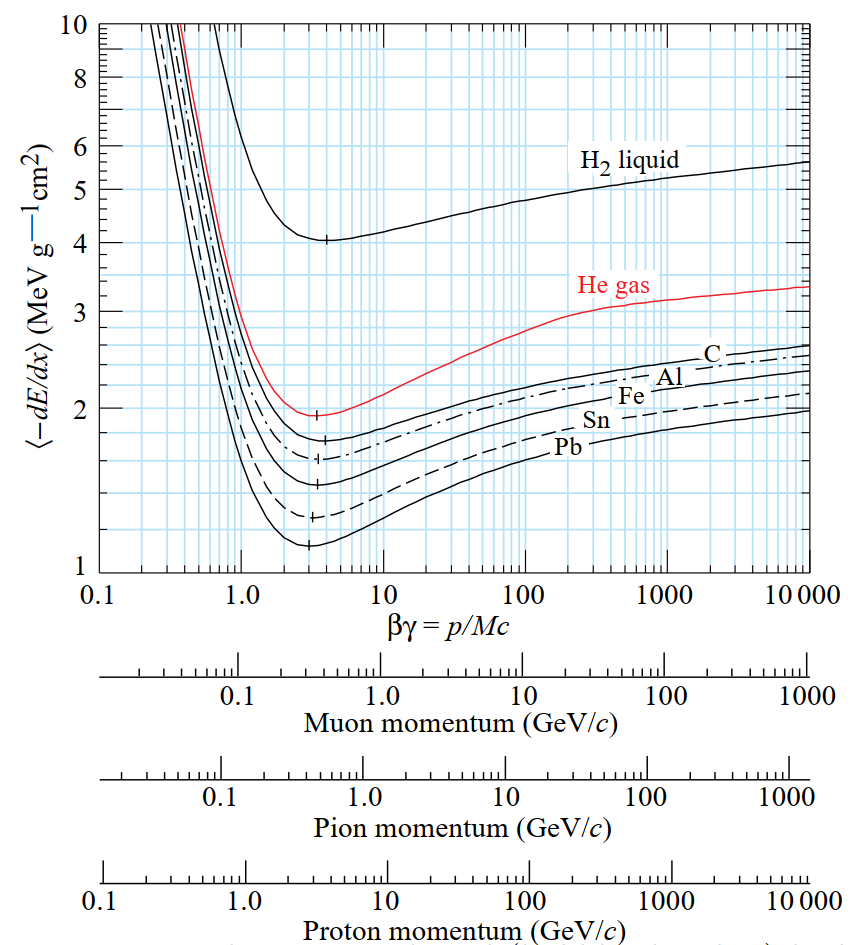 10
8
6
5
4
3
2
1
⟨–dE/dx⟩ (MeV g—1cm2)
H2 liquid
He gas
C
Al
Fe
Sn
Pb
0.1 1.0 10 100 1000 10 000
βγ = p/Mc
0.1 1.0 10 100 1000
Muon momentum (GeV/c)
0.1 1.0 10 100 1000
Pion momentum (GeV/c)
0.1 1.0 10 100 1000 10 000
Proton momentum (GeV/c)